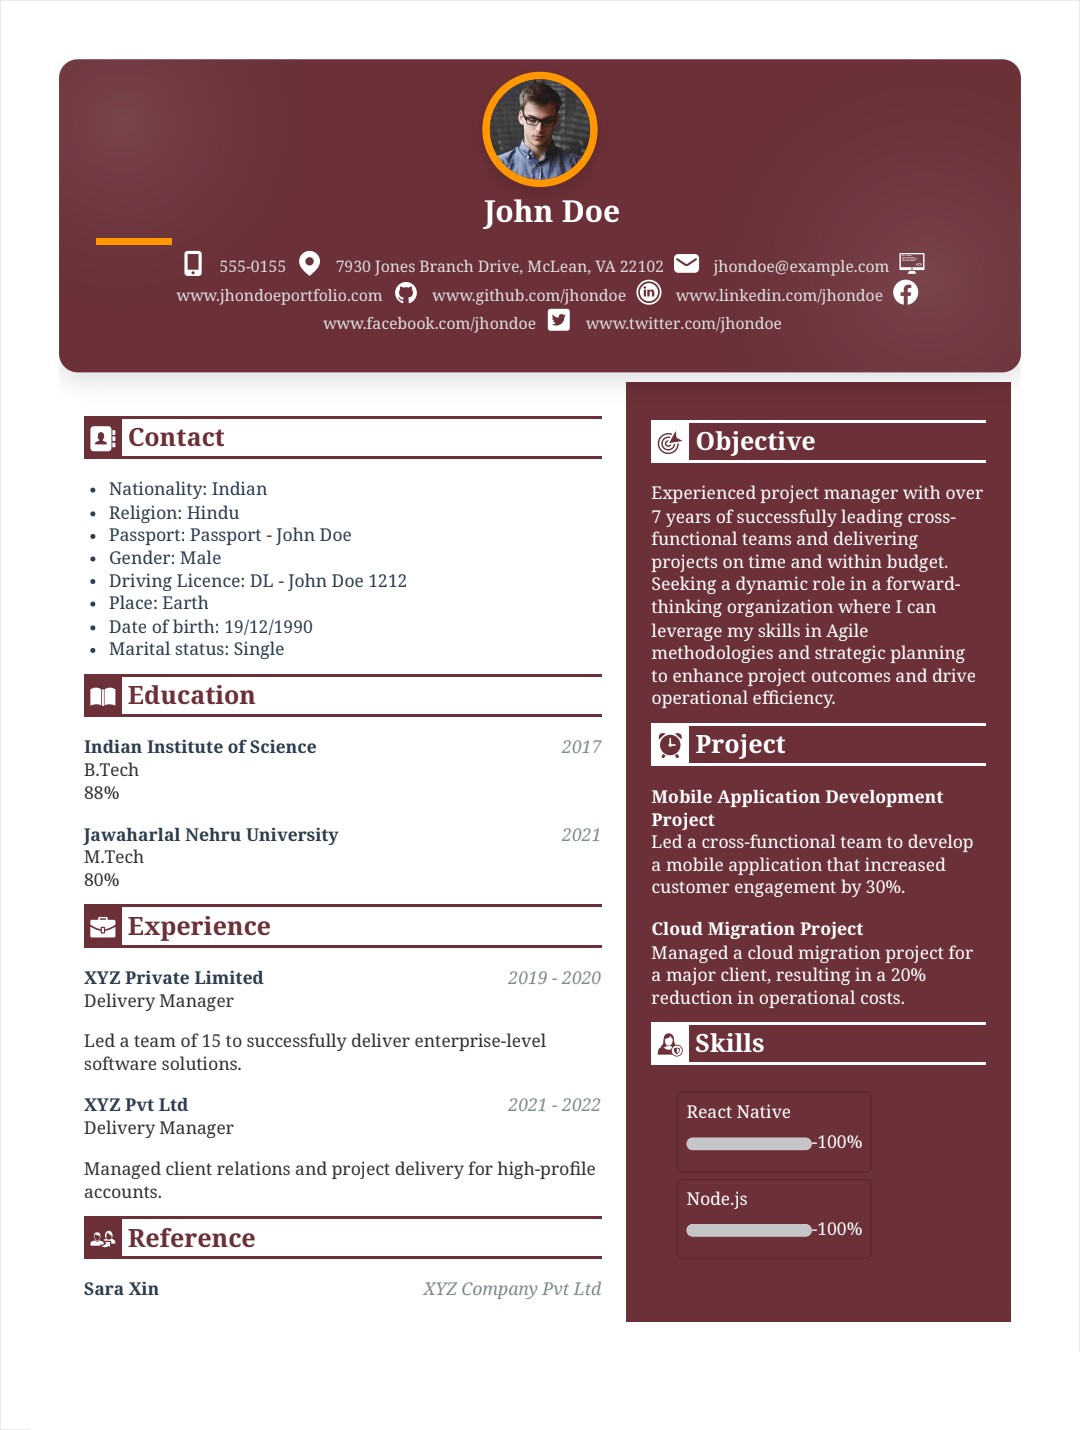 John Doe
555-0155 7930 Jones Branch Drive, McLean, VA 22102 jhondoe@example.com
www.jhondoeportfolio.com www.github.com/jhondoe www.linkedin.com/jhondoe
www.facebook.com/jhondoe www.twitter.com/jhondoe
Contact
Nationality: Indian
Religion: Hindu
Passport: Passport - John Doe
Gender: Male
Driving Licence: DL - John Doe 1212
Place: Earth
Date of birth: 19/12/1990
Marital status: Single
Education
Indian Institute of Science 2017
B.Tech
88%
Jawaharlal Nehru University 2021
M.Tech
80%
Experience
XYZ Private Limited 2019 - 2020
Delivery Manager
Led a team of 15 to successfully deliver enterprise-level
software solutions.
XYZ Pvt Ltd 2021 - 2022
Delivery Manager
Managed client relations and project delivery for high-profile
accounts.
Reference
Sara Xin XYZ Company Pvt Ltd
Objective
Experienced project manager with over
7 years of successfully leading cross-
functional teams and delivering
projects on time and within budget.
Seeking a dynamic role in a forward-
thinking organization where I can
leverage my skills in Agile
methodologies and strategic planning
to enhance project outcomes and drive
operational efficiency.
Project
Mobile Application Development
Project
Led a cross-functional team to develop
a mobile application that increased
customer engagement by 30%.
Cloud Migration Project
Managed a cloud migration project for
a major client, resulting in a 20%
reduction in operational costs.
Skills
React Native
-100%
Node.js
-100%